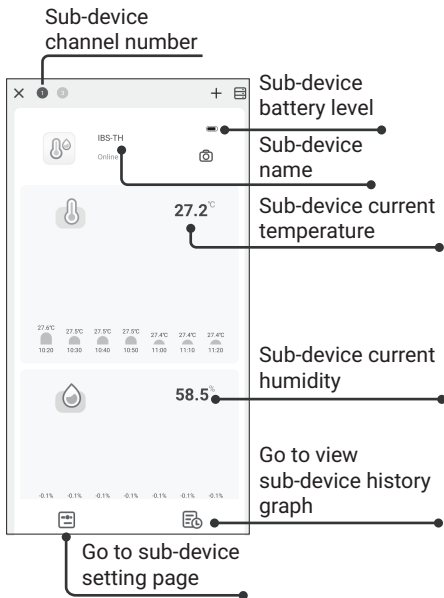 Sub-device
channel number
1 3
Sub-device
battery level
IBS-TH
Online
Sub-device
name
27.2℃
Sub-device current
temperature
27.6℃ 27.5℃ 27.5℃ 27.5℃ 27.4℃ 27.4℃ 27.4℃
10:20 10:30 10:40 10:50 11:00 11:10 11:20
58.5%
Sub-device current
humidity
-0.1% -0.1% -0.1% -0.1% -0.1% -0.1% -0.1%
Go to view
sub-device history
graph
Go to sub-device
setting page